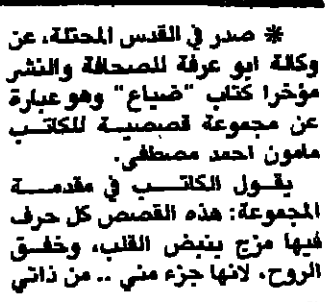 * صدر في القدس المحتلة، عن
وكالة ابو عرفة للصحافة والنشر
مؤخرا كتاب "ضياع" وهو عبارة
عن مجموعة قصصية للكاتب
مامون احمد مصطفى.
يقول الكاتب في مقدمة
المجموعة: هذه القصص كل حرف
فيها مزج ينبض القلب، وخفق
الروح، لانها جزء مني .. من ذاتي